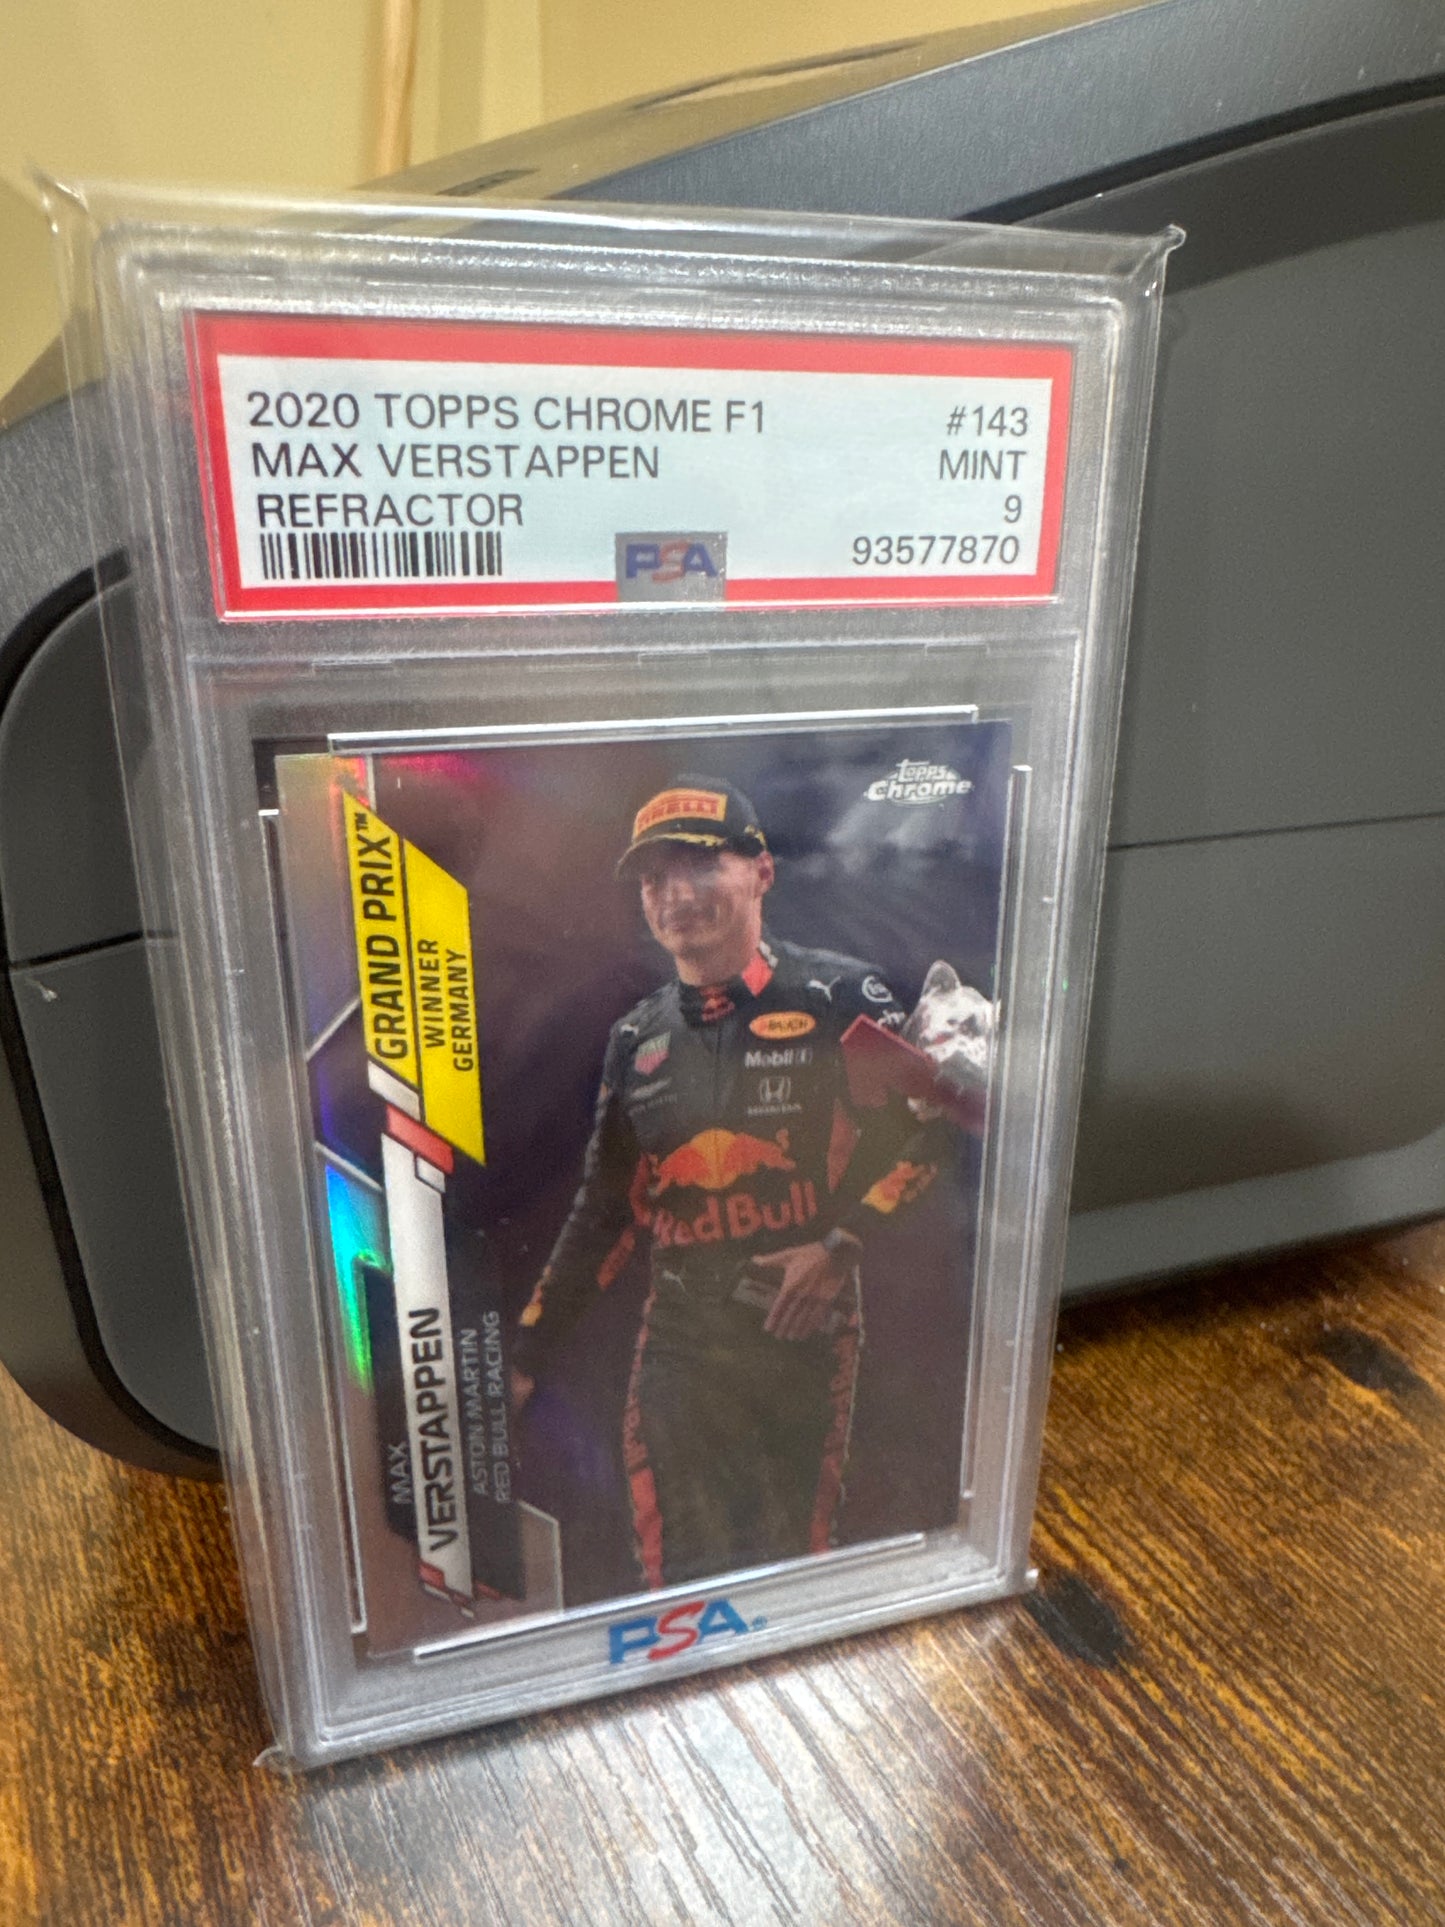 2020 TOPPS CHROME F1 #143
MAX VERSTAPPEN MINT
REFRACTOR 9
PSA 93577870
Topps
Chrome
PIRELLI
GRAND PRIX™
WINNER
GERMANY
Mobil 1
HONDA
Red Bull
MAX
VERSTAPPEN
ASTON MARTIN
RED BULL RACING
PSA®